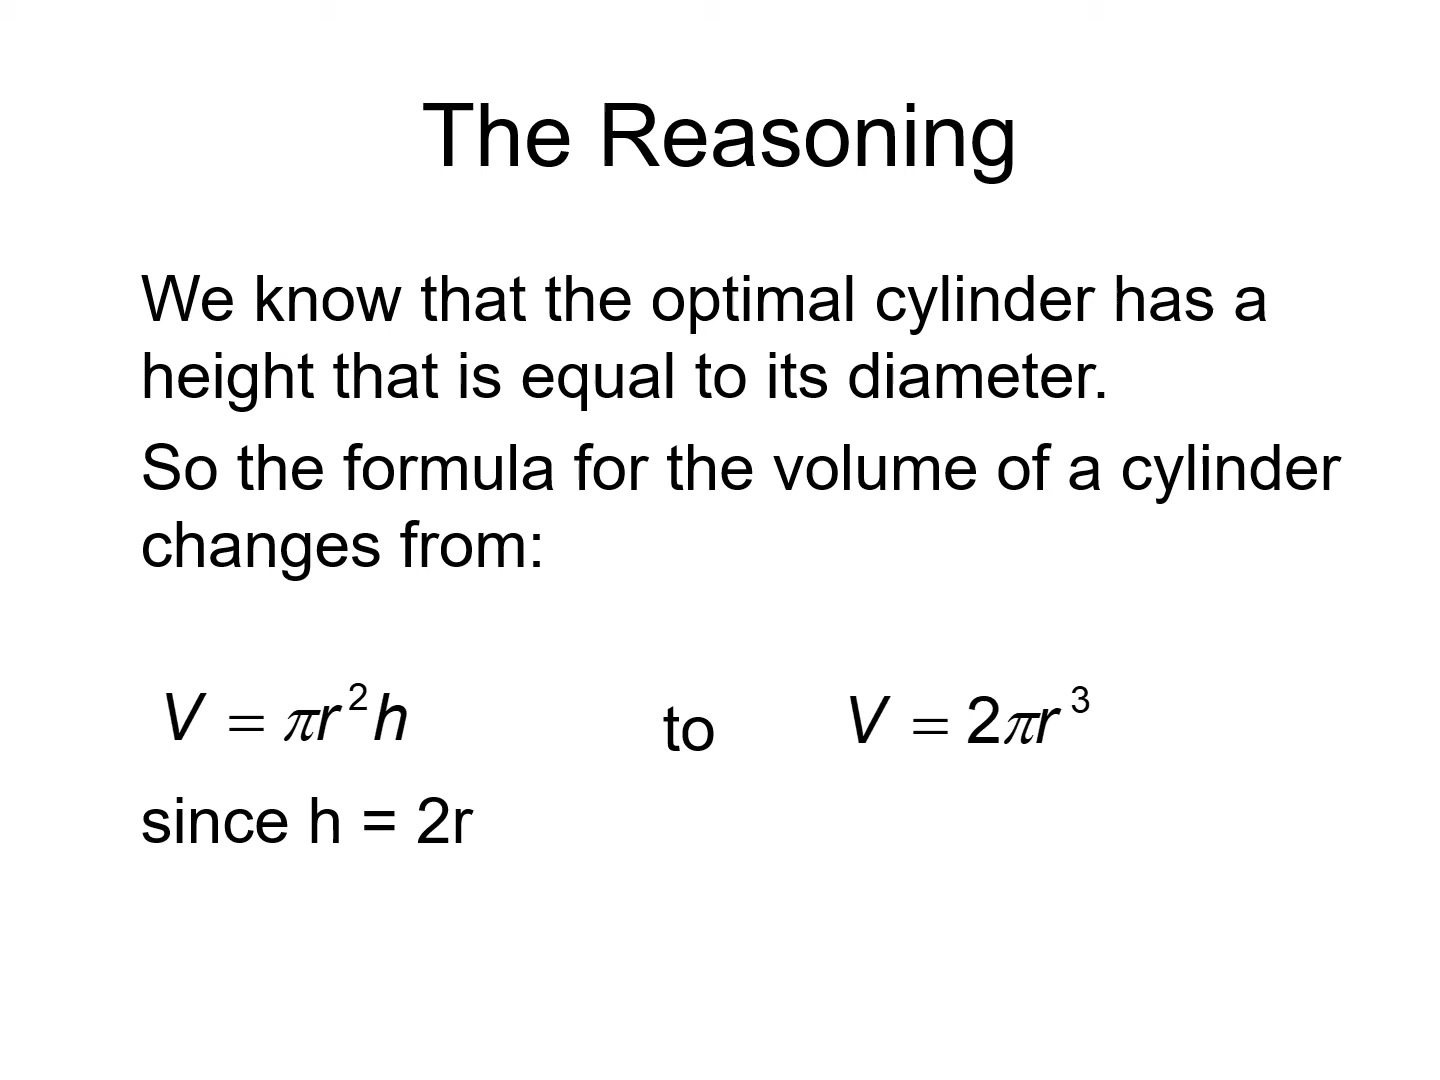 The Reasoning
We know that the optimal cylinder has a
height that is equal to its diameter.
So the formula for the volume of a cylinder
changes from:
V = πr²h to V = 2πr³
since h = 2r